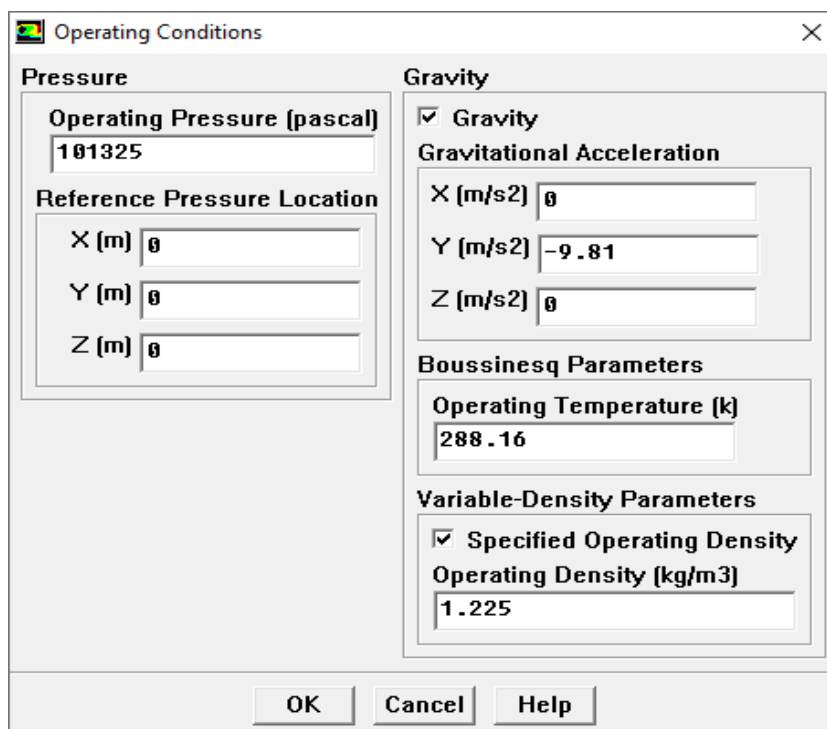 Operating Conditions
Pressure
Operating Pressure (pascal)
101325
Reference Pressure Location
X (m) 0
Y (m) 0
Z (m) 0
Gravity
Gravity
Gravitational Acceleration
X (m/s2) 0
Y (m/s2) -9.81
Z (m/s2) 0
Boussinesq Parameters
Operating Temperature (k)
288.16
Variable-Density Parameters
Specified Operating Density
Operating Density (kg/m3)
1.225
OK Cancel Help